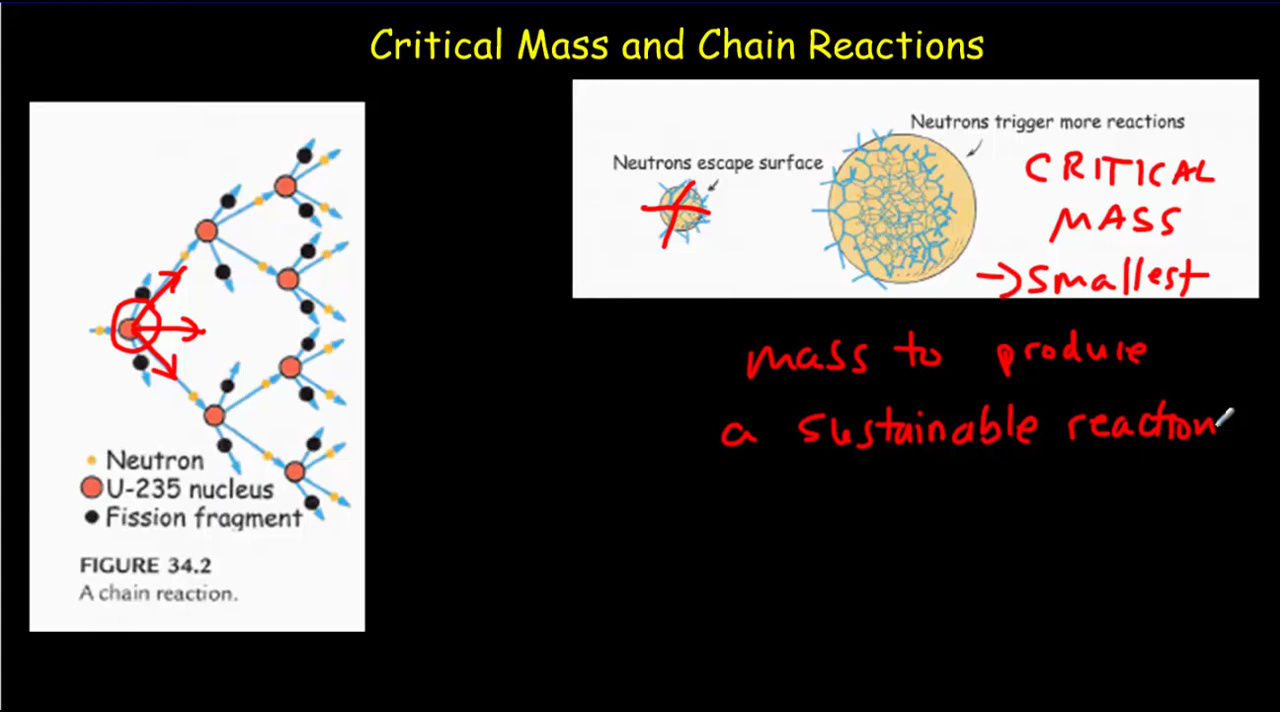 Critical Mass and Chain Reactions
Neutron
U-235 nucleus
Fission fragment
FIGURE 34.2
A chain reaction.
Neutrons escape surface
Neutrons trigger more reactions
CRITICAL
MASS
→ smallest
mass to produce
a sustainable reaction